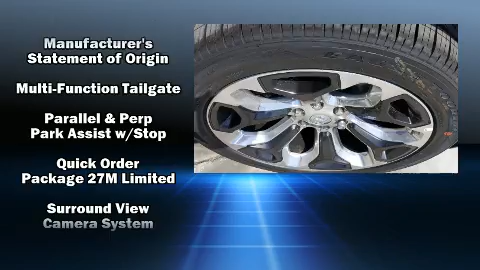 Manufacturer's
Statement of Origin
Multi-Function Tailgate
Parallel & Perp
Park Assist w/Stop
Quick Order
Package 27M Limited
Surround View
Camera System